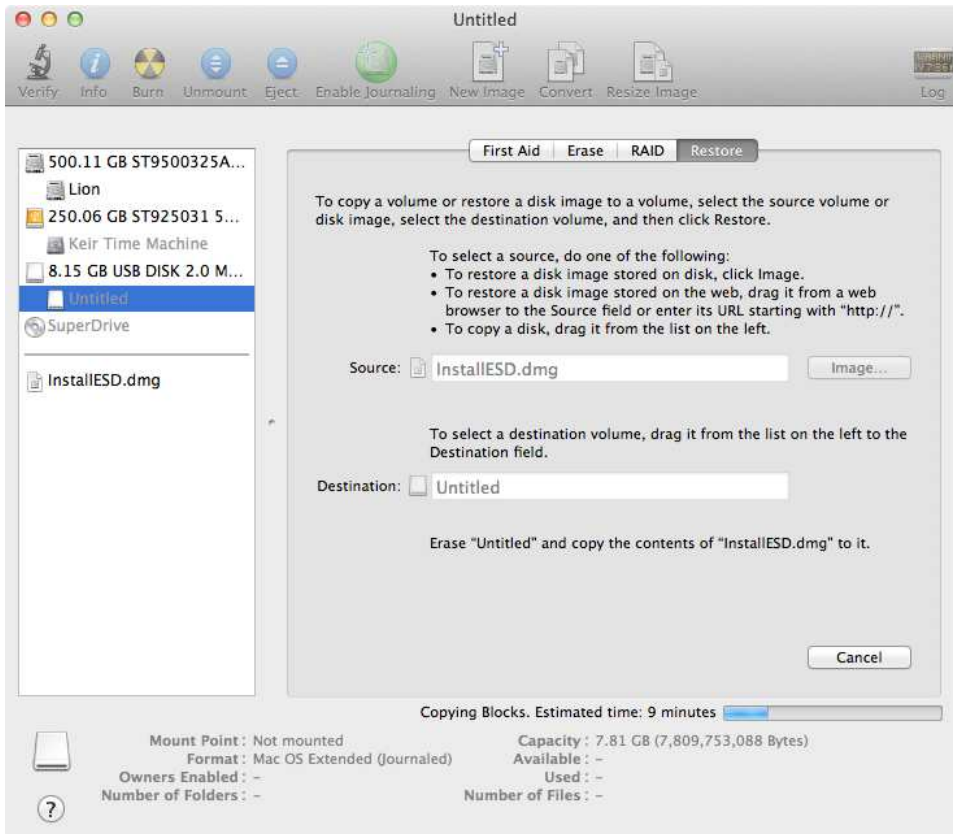 Untitled
Verify Info Burn Unmount Eject Enable Journaling New Image Convert Resize Image Log
500.11 GB ST9500325A...
Lion
250.06 GB ST925031 5...
Keir Time Machine
8.15 GB USB DISK 2.0 M...
Untitled
SuperDrive
InstallESD.dmg
First Aid Erase RAID Restore
To copy a volume or restore a disk image to a volume, select the source volume or
disk image, select the destination volume, and then click Restore.
To select a source, do one of the following:
• To restore a disk image stored on disk, click Image.
• To restore a disk image stored on the web, drag it from a web
browser to the Source field or enter its URL starting with “http://”.
• To copy a disk, drag it from the list on the left.
Source: InstallESD.dmg Image...
To select a destination volume, drag it from the list on the left to the
Destination field.
Destination: Untitled
Erase “Untitled” and copy the contents of “InstallESD.dmg” to it.
Cancel
Copying Blocks. Estimated time: 9 minutes
Mount Point : Not mounted Capacity : 7.81 GB (7,809,753,088 Bytes)
Format : Mac OS Extended (Journaled) Available : –
Owners Enabled : – Used : –
Number of Folders : – Number of Files : –
?